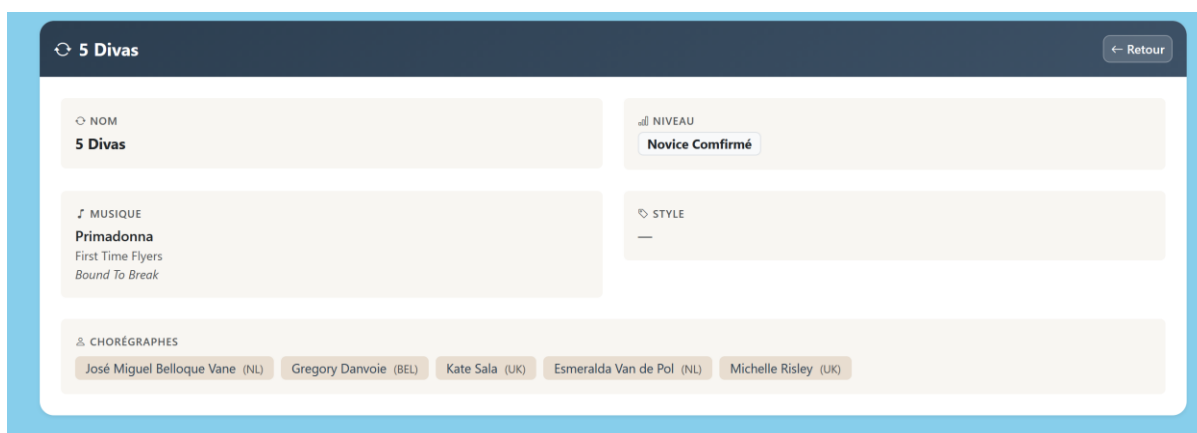 5 Divas
← Retour
NOM
5 Divas
NIVEAU
Novice Comfirmé
MUSIQUE
Primadonna
First Time Flyers
Bound To Break
STYLE
—
CHORÉGRAPHES
José Miguel Belloque Vane (NL) Gregory Danvoie (BEL) Kate Sala (UK) Esmeralda Van de Pol (NL) Michelle Risley (UK)